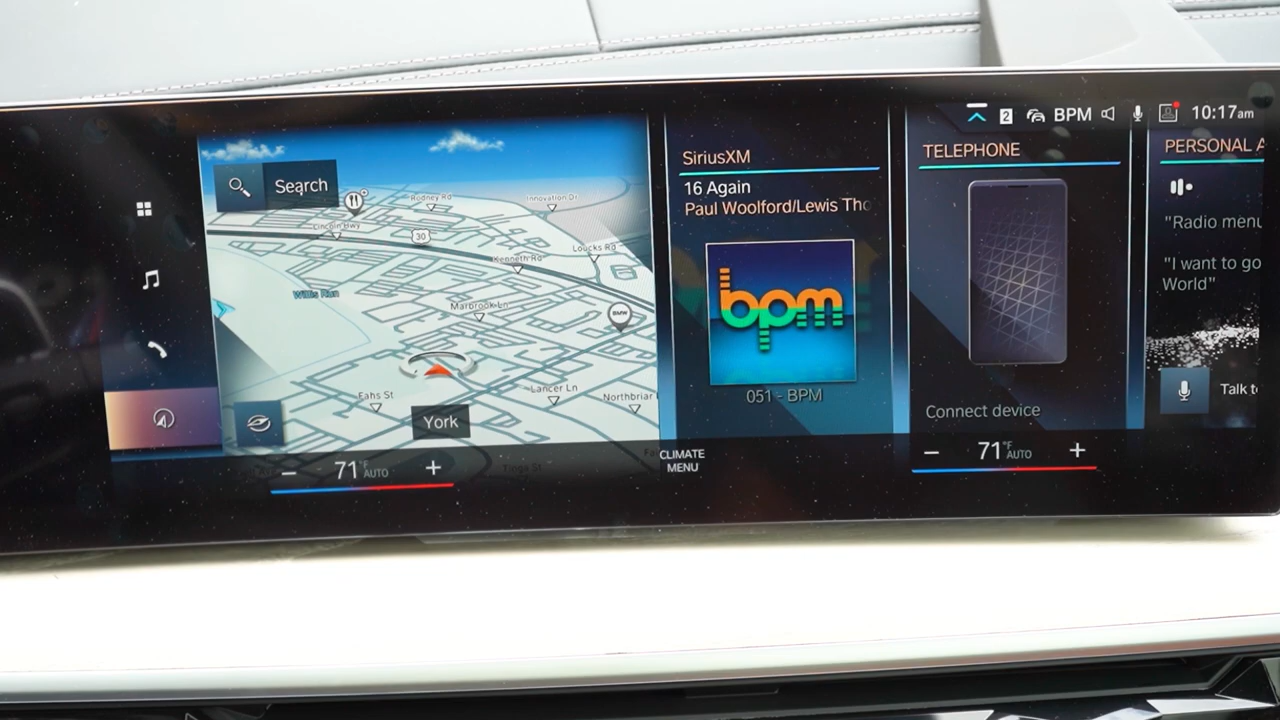 2
BPM
10:17am
Search
Rodney Rd
Innovation Dr
Lincoln Hwy
30
Loucks Rd
Kenneth Rd
Willis Run
Marbrook Ln
BMW
Fahs St
Lancer Ln
Northbriar
York
SiriusXM
16 Again
Paul Woolford/Lewis Tho
bpm
051 - BPM
TELEPHONE
Connect device
PERSONAL A
"Radio menu
"I want to go
World"
Talk t
71°F
AUTO
CLIMATE
MENU
71°F
AUTO